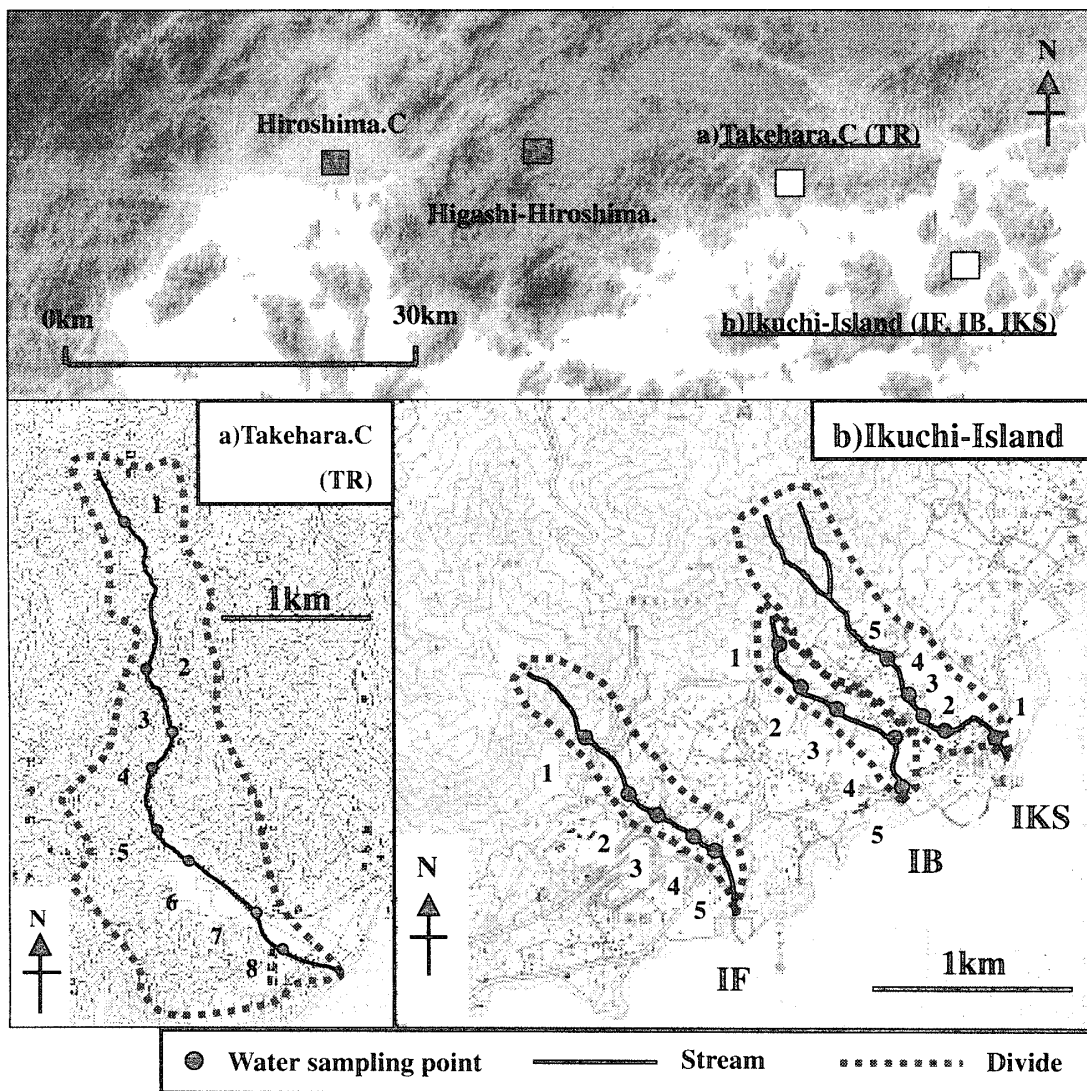 N
Hiroshima.C
a)Takehara.C (TR)
Higashi-Hiroshima.
0km
30km
b)Ikuchi-Island (IF, IB, IKS)
a)Takehara.C
(TR)
1
1km
2
3
4
5
6
7
8
N
b)Ikuchi-Island
5
4
3
2
1
IKS
1
2
3
4
5
IB
1
2
3
4
5
IF
N
1km
Water sampling point
Stream
Divide